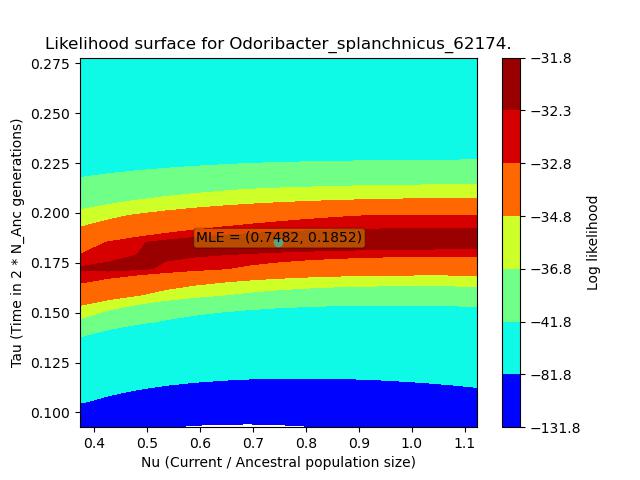 Likelihood surface for Odoribacter_splanchnicus_62174.
0.275
0.250
0.225
0.200
0.175
0.150
0.125
0.100
Tau (Time in 2 * N_Anc generations)
MLE = (0.7482, 0.1852)
0.4 0.5 0.6 0.7 0.8 0.9 1.0 1.1
Nu (Current / Ancestral population size)
−31.8
−32.3
−32.8
−34.8
−36.8
−41.8
−81.8
−131.8
Log likelihood